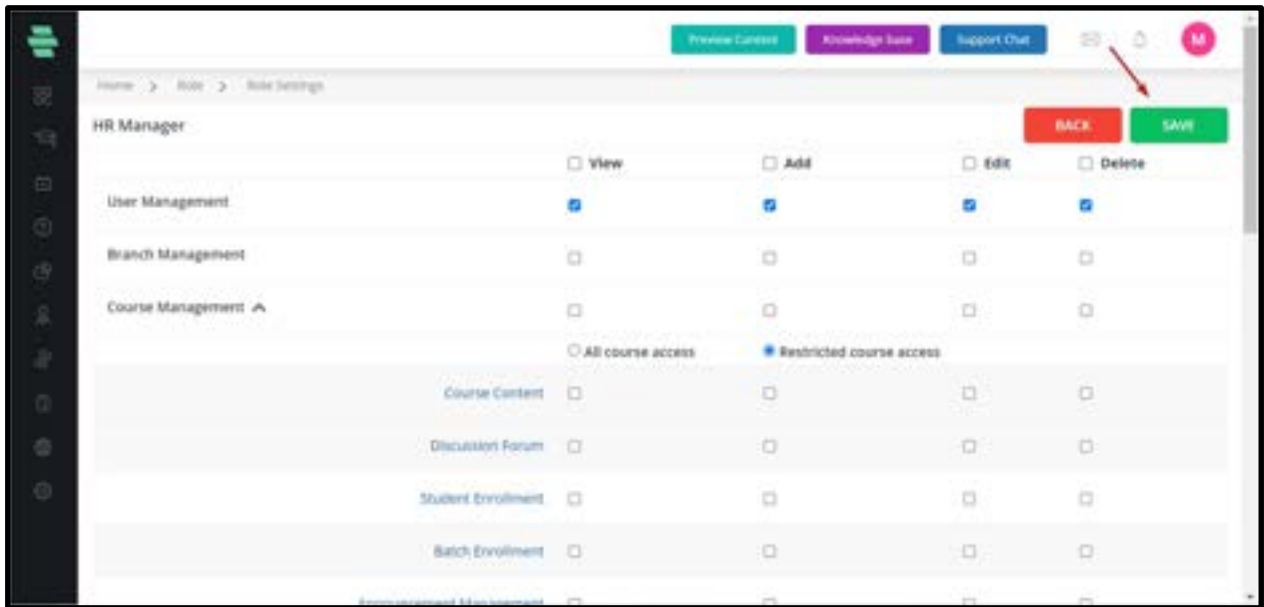 Preview Content Knowledge Base Support Chat M
Home > Role > Role Settings
HR Manager BACK SAVE
View Add Edit Delete
User Management
Branch Management
Course Management
All course access Restricted course access
Course Content
Discussion Forum
Student Enrollment
Batch Enrollment
Announcement Management